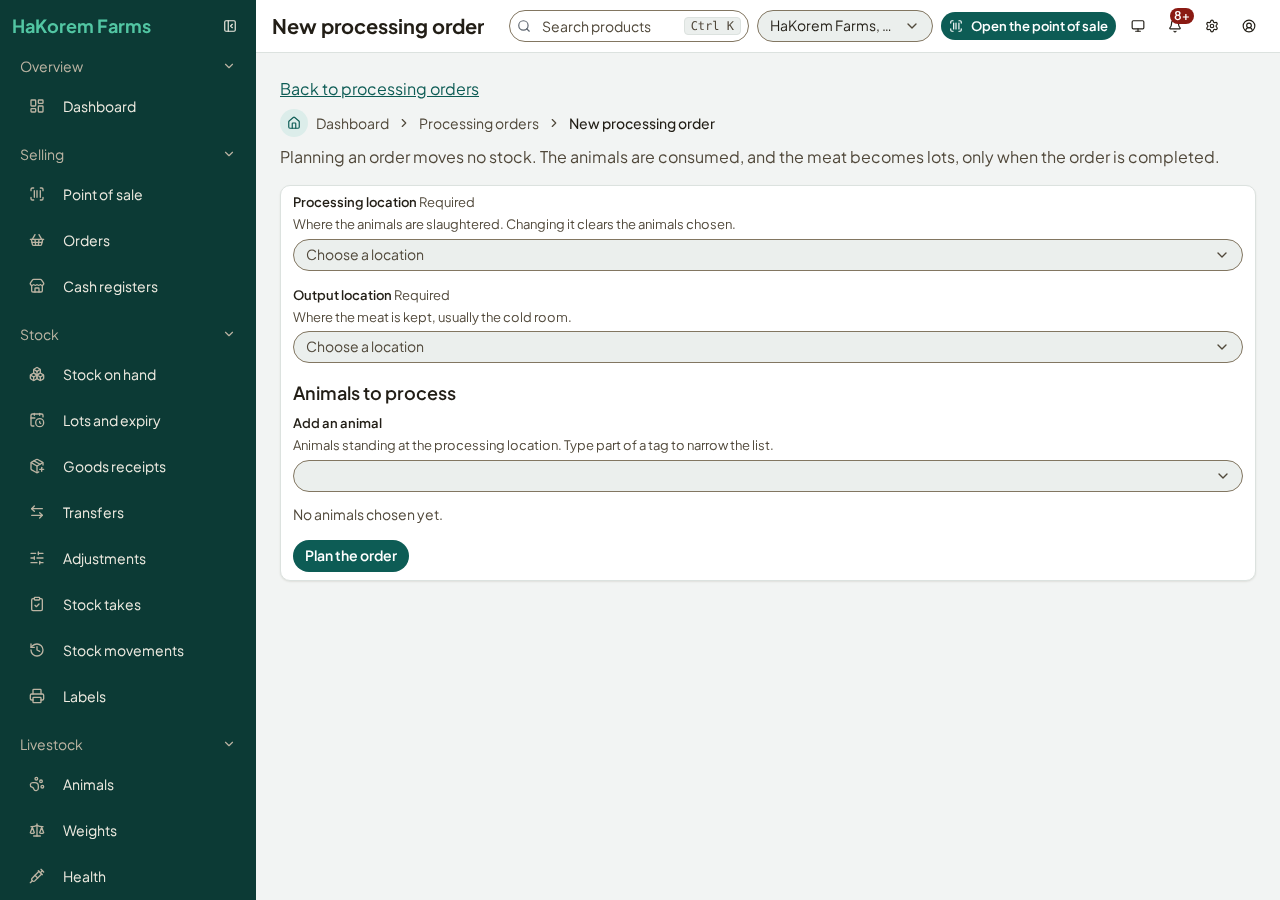 HaKorem Farms
Overview
Dashboard
Selling
Point of sale
Orders
Cash registers
Stock
Stock on hand
Lots and expiry
Goods receipts
Transfers
Adjustments
Stock takes
Stock movements
Labels
Livestock
Animals
Weights
Health
New processing order
Search products
Ctrl K
HaKorem Farms, ...
Open the point of sale
8+
Back to processing orders
Dashboard > Processing orders > New processing order
Planning an order moves no stock. The animals are consumed, and the meat becomes lots, only when the order is completed.
Processing location Required
Where the animals are slaughtered. Changing it clears the animals chosen.
Choose a location
Output location Required
Where the meat is kept, usually the cold room.
Choose a location
Animals to process
Add an animal
Animals standing at the processing location. Type part of a tag to narrow the list.
No animals chosen yet.
Plan the order